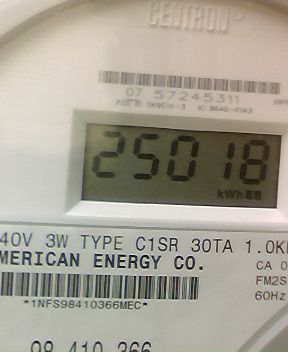 CENTRON®
07 57245311
25018
kWh
40V 3W TYPE C1SR 30TA 1.0K
MERICAN ENERGY CO.
CA 0
FM2S
60Hz
*1NFS98410366MEC*
98 410 366